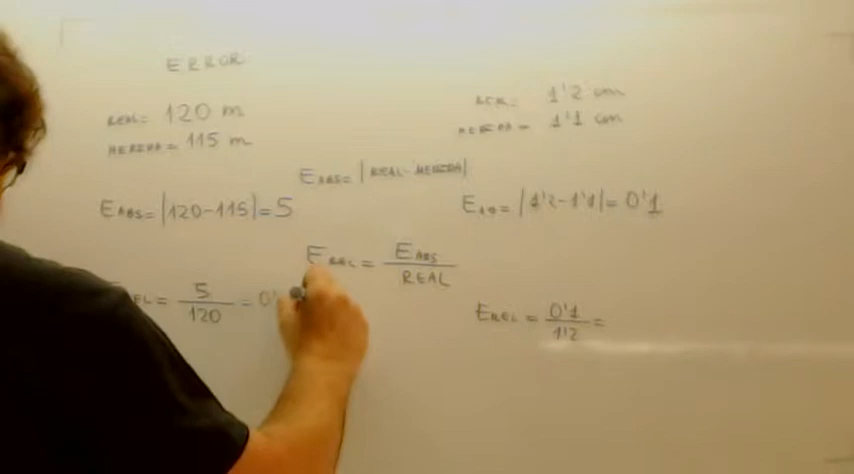 ERROR
REAL= 120 m
MEDIDA= 115 m
REAL= 1'2 cm
MEDIDA= 1'1 cm
E ABS= |REAL-MEDIDA|
E ABS= |120-115|= 5
E AB= |1'2-1'1|= 0'1
E REL= E ABS / REAL
EL= 5/120 = 0'
E REL= 0'1/1'2 =